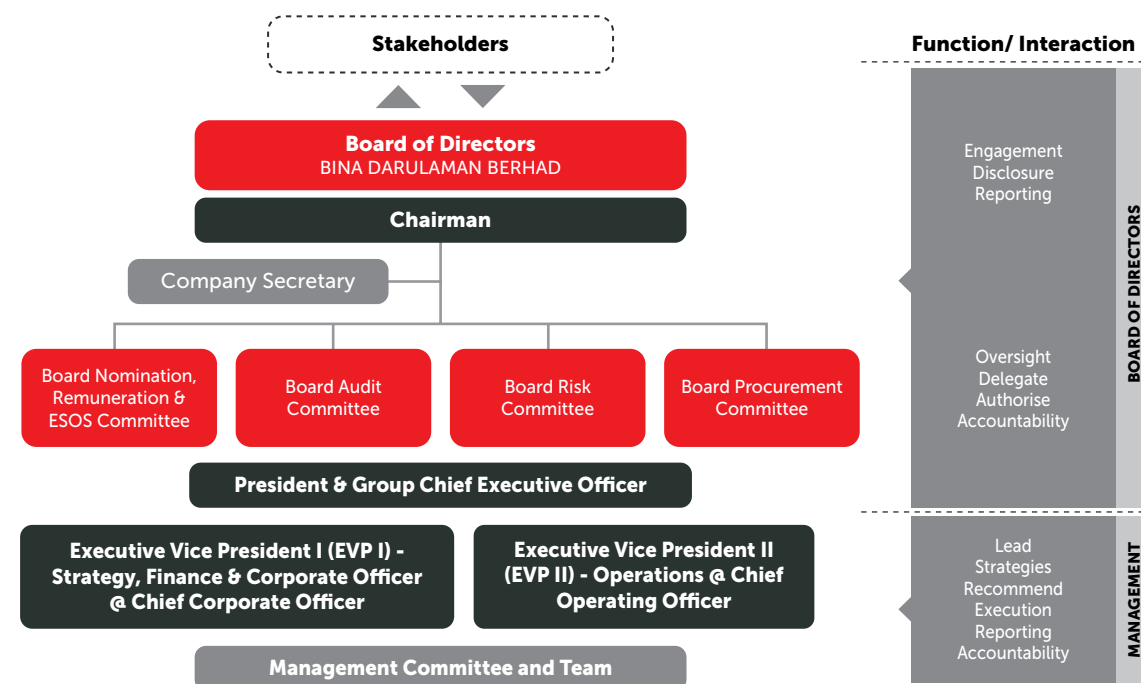 Stakeholders
Board of Directors
BINA DARULAMAN BERHAD
Chairman
Company Secretary
Board Nomination,
Remuneration &
ESOS Committee
Board Audit
Committee
Board Risk
Committee
Board Procurement
Committee
President & Group Chief Executive Officer
Executive Vice President I (EVP I) -
Strategy, Finance & Corporate Officer
@ Chief Corporate Officer
Executive Vice President II
(EVP II) - Operations @ Chief
Operating Officer
Management Committee and Team
Function/ Interaction
Engagement
Disclosure
Reporting
Oversight
Delegate
Authorise
Accountability
BOARD OF DIRECTORS
Lead
Strategies
Recommend
Execution
Reporting
Accountability
MANAGEMENT